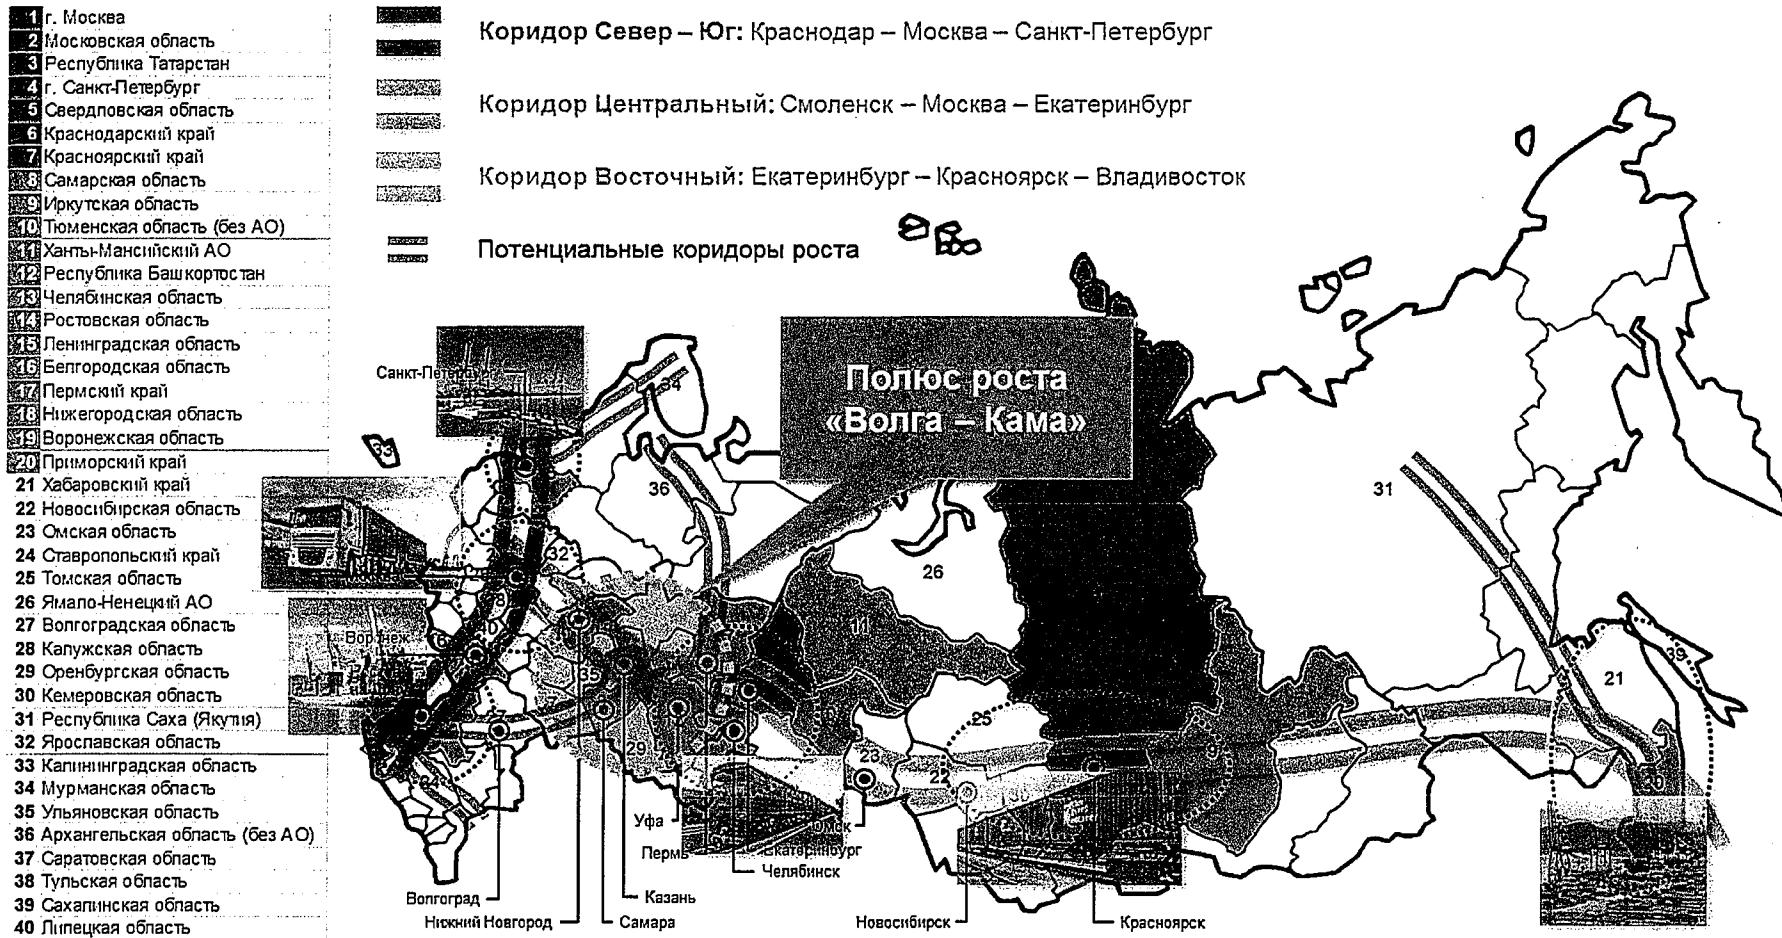 1 г. Москва
2 Московская область
3 Республика Татарстан
4 г. Санкт-Петербург
5 Свердловская область
6 Краснодарский край
7 Красноярский край
8 Самарская область
9 Иркутская область
10 Тюменская область (без АО)
11 Ханты-Мансийский АО
12 Республика Башкортостан
13 Челябинская область
14 Ростовская область
15 Ленинградская область
16 Белгородская область
17 Пермский край
18 Нижегородская область
19 Воронежская область
20 Приморский край
21 Хабаровский край
22 Новосибирская область
23 Омская область
24 Ставропольский край
25 Томская область
26 Ямало-Ненецкий АО
27 Волгоградская область
28 Калужская область
29 Оренбургская область
30 Кемеровская область
31 Республика Саха (Якутия)
32 Ярославская область
33 Калининградская область
34 Мурманская область
35 Ульяновская область
36 Архангельская область (без АО)
37 Саратовская область
38 Тульская область
39 Сахалинская область
40 Липецкая область
Коридор Север – Юг: Краснодар – Москва – Санкт-Петербург
Коридор Центральный: Смоленск – Москва – Екатеринбург
Коридор Восточный: Екатеринбург – Красноярск – Владивосток
Потенциальные коридоры роста
Полюс роста
«Волга – Кама»
Санкт-Петербург
34
33
36
31
32
26
Воронеж
11
35
21
39
25
9
29
23
22
24
20
Уфа
Омск
Пермь
Екатеринбург
Челябинск
Волгоград
Казань
Нижний Новгород
Самара
Новосибирск
Красноярск